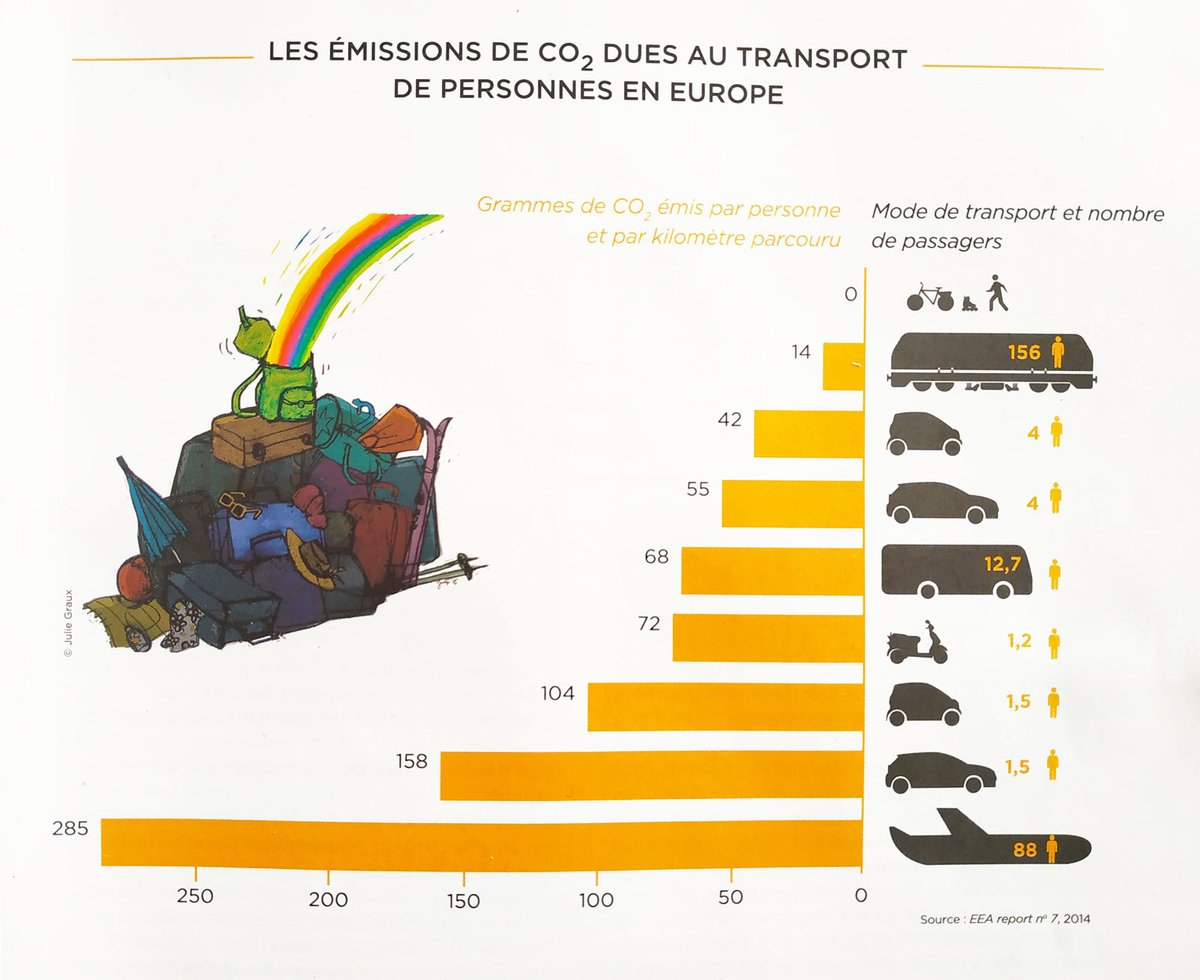 LES ÉMISSIONS DE CO₂ DUES AU TRANSPORT
DE PERSONNES EN EUROPE
Grammes de CO₂ émis par personne
et par kilomètre parcouru
Mode de transport et nombre
de passagers
0
14
156
42
4
55
4
68
12,7
72
1,2
104
1,5
158
1,5
285
88
250
200
150
100
50
0
© Julie Graux
Source : EEA report nº 7, 2014